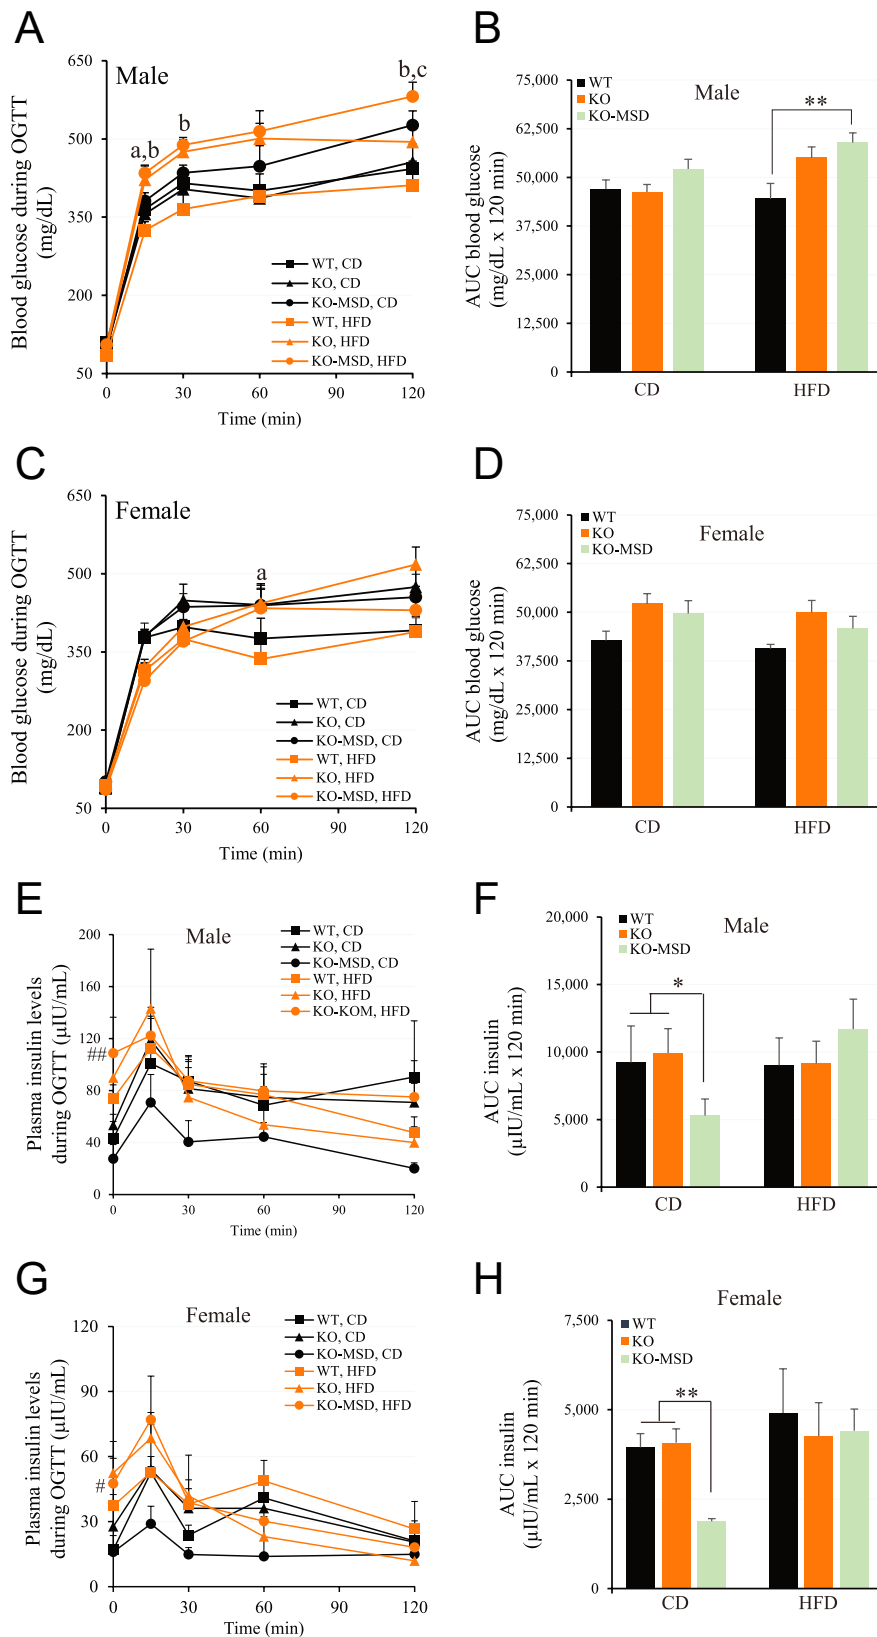 A
Blood glucose during OGTT
(mg/dL)
650
550
450
350
200
50
Male
a,b
b
b,c
WT, CD
KO, CD
KO-MSD, CD
WT, HFD
KO, HFD
KO-MSD, HFD
0
30
60
90
120
Time (min)
B
AUC blood glucose
(mg/dL x 120 min)
75,000
62,500
50,000
37,500
25,000
12,500
0
WT
KO
KO-MSD
Male
**
CD
HFD
C
Blood glucose during OGTT
(mg/dL)
650
500
350
200
50
Female
a
WT, CD
KO, CD
KO-MSD, CD
WT, HFD
KO, HFD
KO-MSD, HFD
0
30
60
90
120
Time (min)
D
AUC blood glucose
(mg/dL x 120 min)
75,000
62,500
50,000
37,500
25,000
12,500
0
WT
KO
KO-MSD
Female
CD
HFD
E
Plasma insulin levels
during OGTT (µIU/mL)
200
160
120
80
40
0
Male
##
WT, CD
KO, CD
KO-MSD, CD
WT, HFD
KO, HFD
KO-KOM, HFD
0
30
60
90
120
Time (min)
F
AUC insulin
(µIU/mL x 120 min)
20,000
15,000
10,000
5,000
0
WT
KO
KO-MSD
Male
*
CD
HFD
G
Plasma insulin levels
during OGTT (µIU/mL)
120
90
60
30
0
Female
#
WT, CD
KO, CD
KO-MSD, CD
WT, HFD
KO, HFD
KO-MSD, HFD
0
30
60
90
120
Time (min)
H
AUC insulin
(µIU/mL x 120 min)
7,500
5,000
2,500
0
WT
KO
KO-MSD
Female
**
CD
HFD